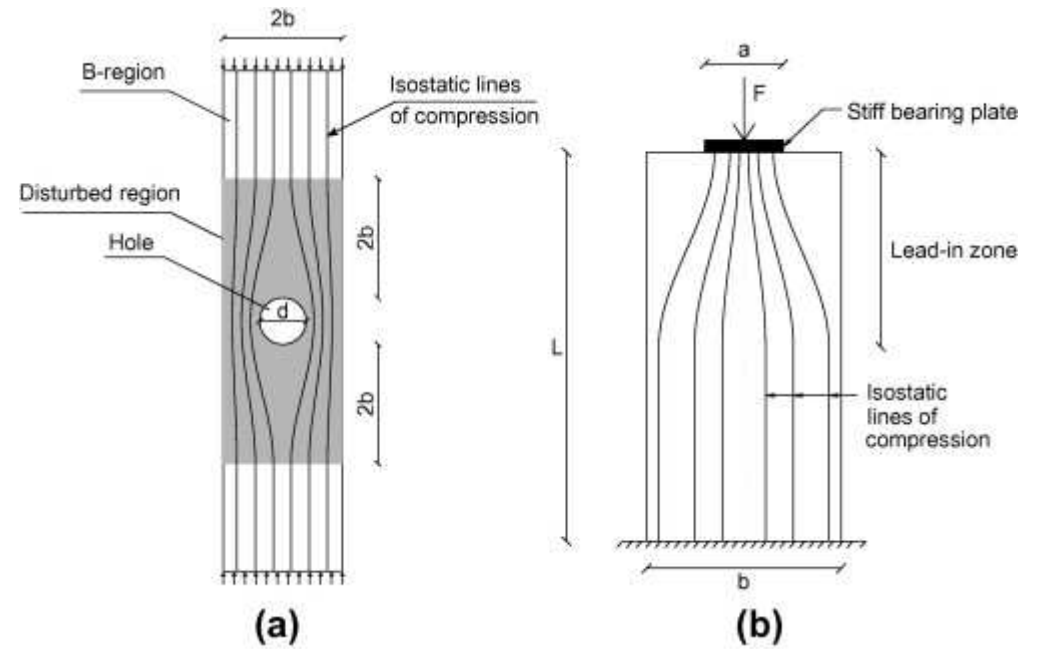 2b
B-region
Isostatic lines
of compression
Disturbed region
2b
Hole
d
2b
(a)
a
F
Stiff bearing plate
Lead-in zone
L
Isostatic
lines of
compression
b
(b)